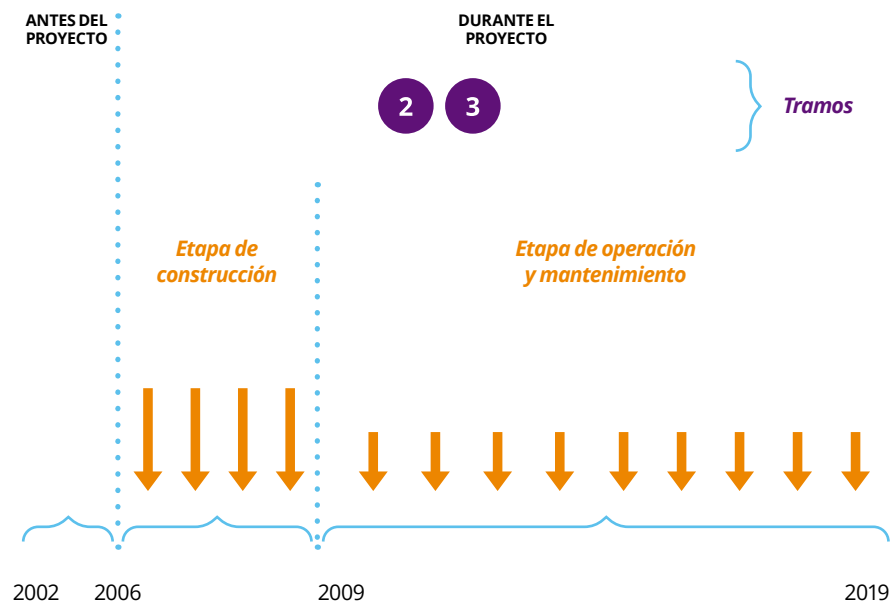 ANTES DEL
PROYECTO
DURANTE EL
PROYECTO
2
3
Tramos
Etapa de
construcción
Etapa de operación
y mantenimiento
2002
2006
2009
2019